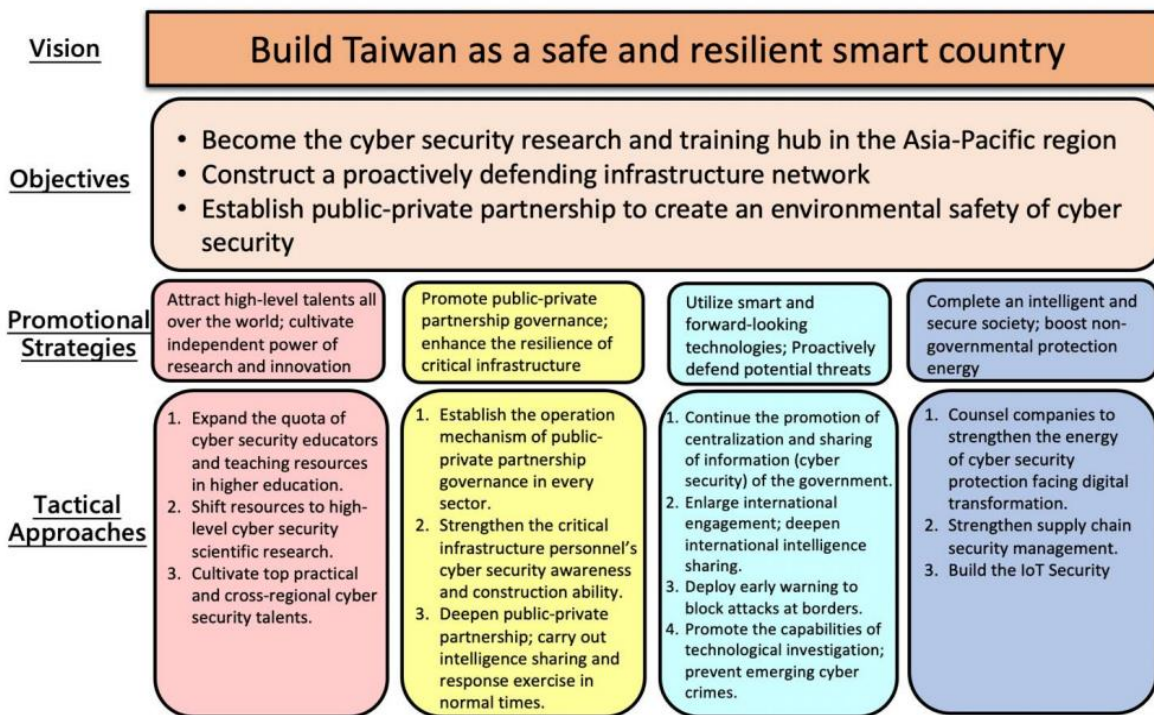 Vision
Build Taiwan as a safe and resilient smart country
Objectives
• Become the cyber security research and training hub in the Asia-Pacific region
• Construct a proactively defending infrastructure network
• Establish public-private partnership to create an environmental safety of cyber
security
Promotional
Strategies
Attract high-level talents all
over the world; cultivate
independent power of
research and innovation
Promote public-private
partnership governance;
enhance the resilience of
critical infrastructure
Utilize smart and
forward-looking
technologies; Proactively
defend potential threats
Complete an intelligent and
secure society; boost non-
governmental protection
energy
Tactical
Approaches
1. Expand the quota of
cyber security educators
and teaching resources
in higher education.
2. Shift resources to high-
level cyber security
scientific research.
3. Cultivate top practical
and cross-regional cyber
security talents.
1. Establish the operation
mechanism of public-
private partnership
governance in every
sector.
2. Strengthen the critical
infrastructure personnel's
cyber security awareness
and construction ability.
3. Deepen public-private
partnership; carry out
intelligence sharing and
response exercise in
normal times.
1. Continue the promotion of
centralization and sharing
of information (cyber
security) of the government.
2. Enlarge international
engagement; deepen
international intelligence
sharing.
3. Deploy early warning to
block attacks at borders.
4. Promote the capabilities of
technological investigation;
prevent emerging cyber
crimes.
1. Counsel companies to
strengthen the energy
of cyber security
protection facing digital
transformation.
2. Strengthen supply chain
security management.
3. Build the IoT Security